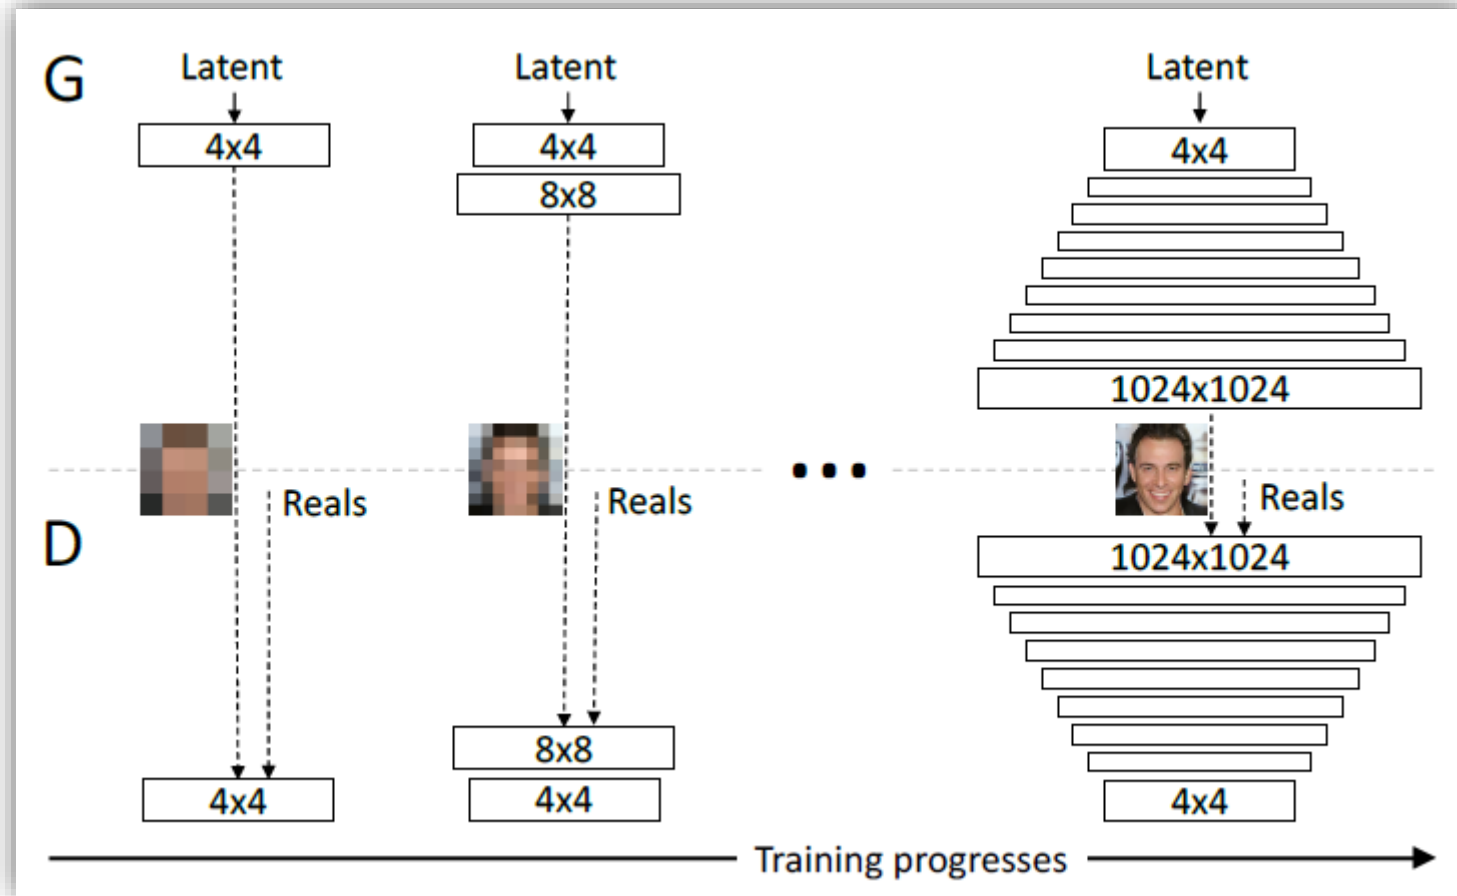 G
Latent
Latent
Latent
4x4
4x4
4x4
8x8
1024x1024
Reals
Reals
Reals
D
1024x1024
8x8
4x4
4x4
4x4
Training progresses